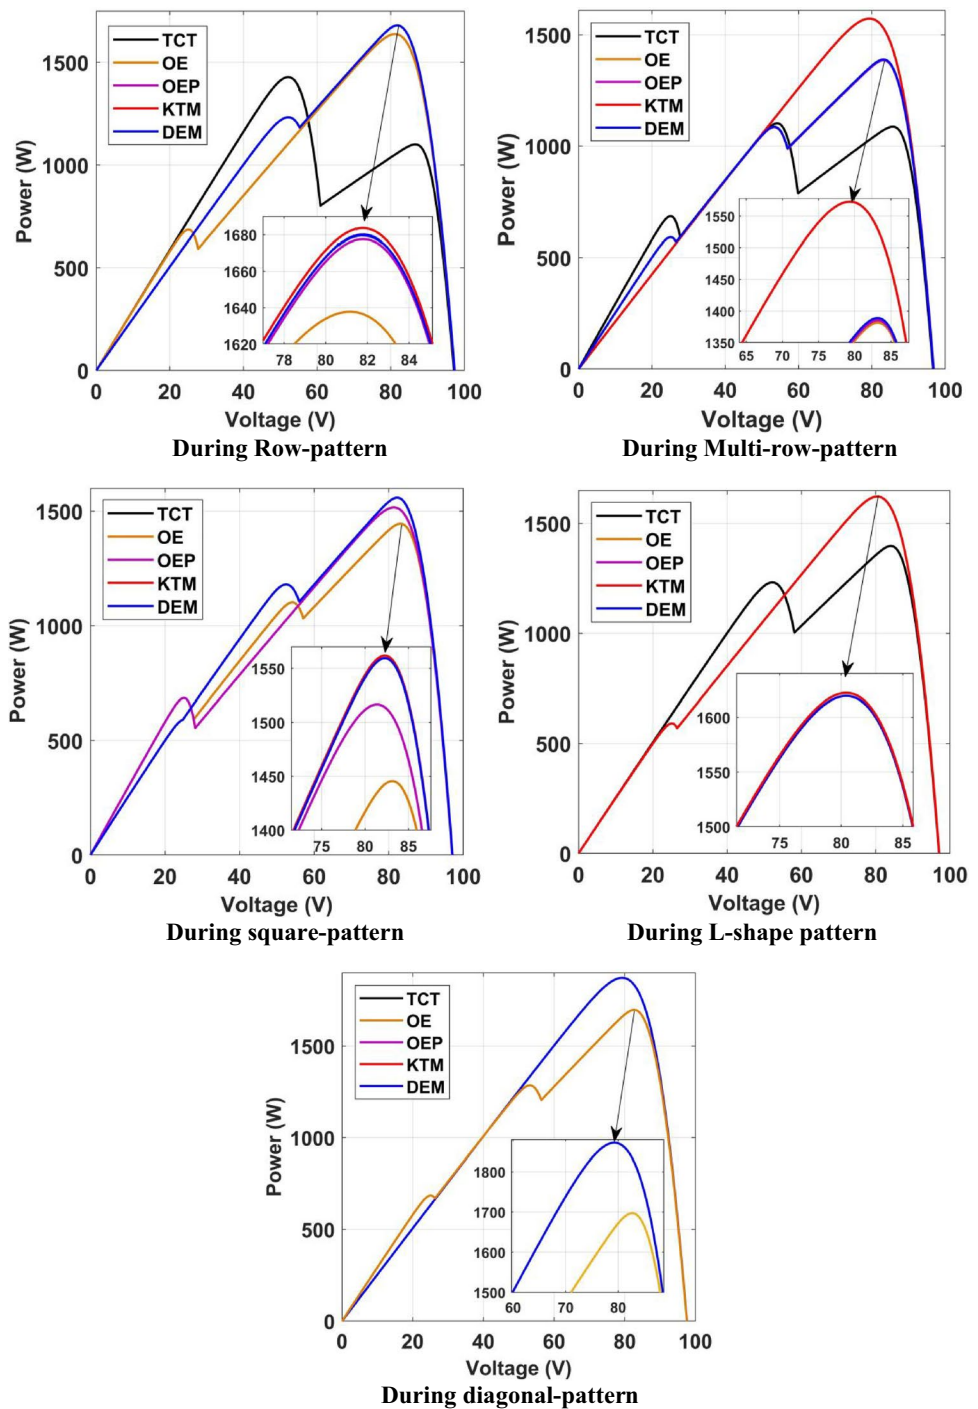 TCT
OE
OEP
KTM
DEM
Power (W)
1500
1000
500
0
0 20 40 60 80 100
Voltage (V)
1680
1660
1640
1620
78 80 82 84
During Row-pattern
TCT
OE
OEP
KTM
DEM
Power (W)
1500
1000
500
0
0 20 40 60 80 100
Voltage (V)
1550
1500
1450
1400
1350
65 70 75 80 85
During Multi-row-pattern
TCT
OE
OEP
KTM
DEM
Power (W)
1500
1000
500
0
0 20 40 60 80 100
Voltage (V)
1550
1500
1450
1400
75 80 85
During square-pattern
TCT
OE
OEP
KTM
DEM
Power (W)
1500
1000
500
0
0 20 40 60 80 100
Voltage (V)
1600
1550
1500
75 80 85
During L-shape pattern
TCT
OE
OEP
KTM
DEM
Power (W)
1500
1000
500
0
0 20 40 60 80 100
Voltage (V)
1800
1700
1600
1500
60 70 80
During diagonal-pattern